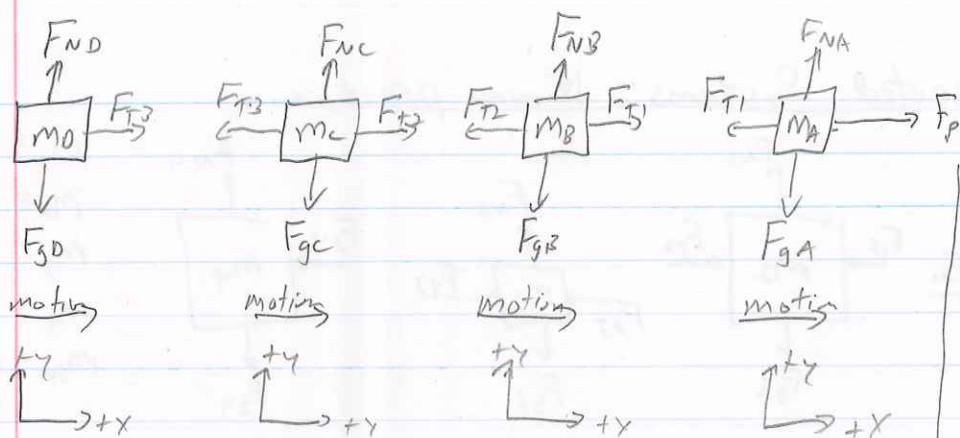 FND FNC FNB FNA
FT3 FT3 FT2 FT2 FT1 FT1 Fp
mD mC mB mA
FgD FgC FgB FgA
motion motion motion motion
+y +y +y +y
+x +y +x +x